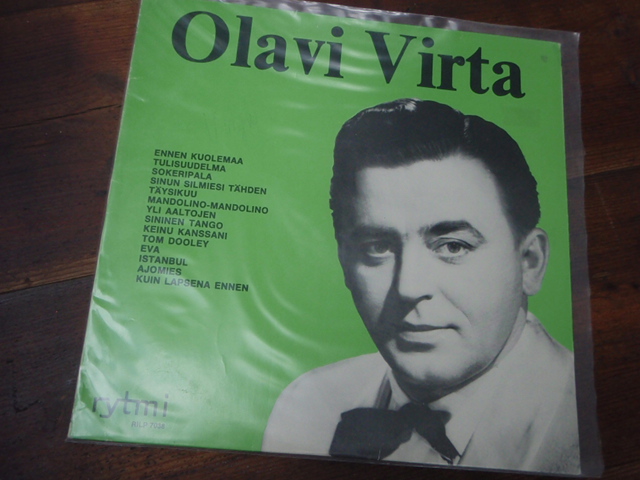 Olavi Virta
ENNEN KUOLEMAA
TULISUUDELMA
SOKERIPALA
SINUN SILMIESI TÄHDEN
TÄYSIKUU
MANDOLINO-MANDOLINO
YLI AALTOJEN
SININEN TANGO
KEINU KANSSANI
TOM DOOLEY
EVA
ISTANBUL
AJOMIES
KUIN LAPSENA ENNEN
rytmi